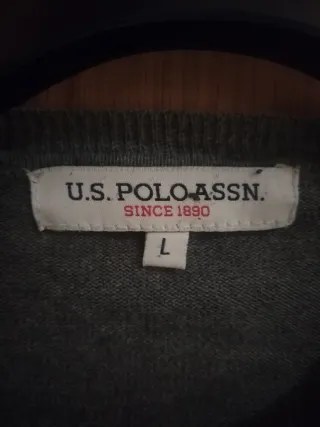 U.S. POLO ASSN.
SINCE 1890
L